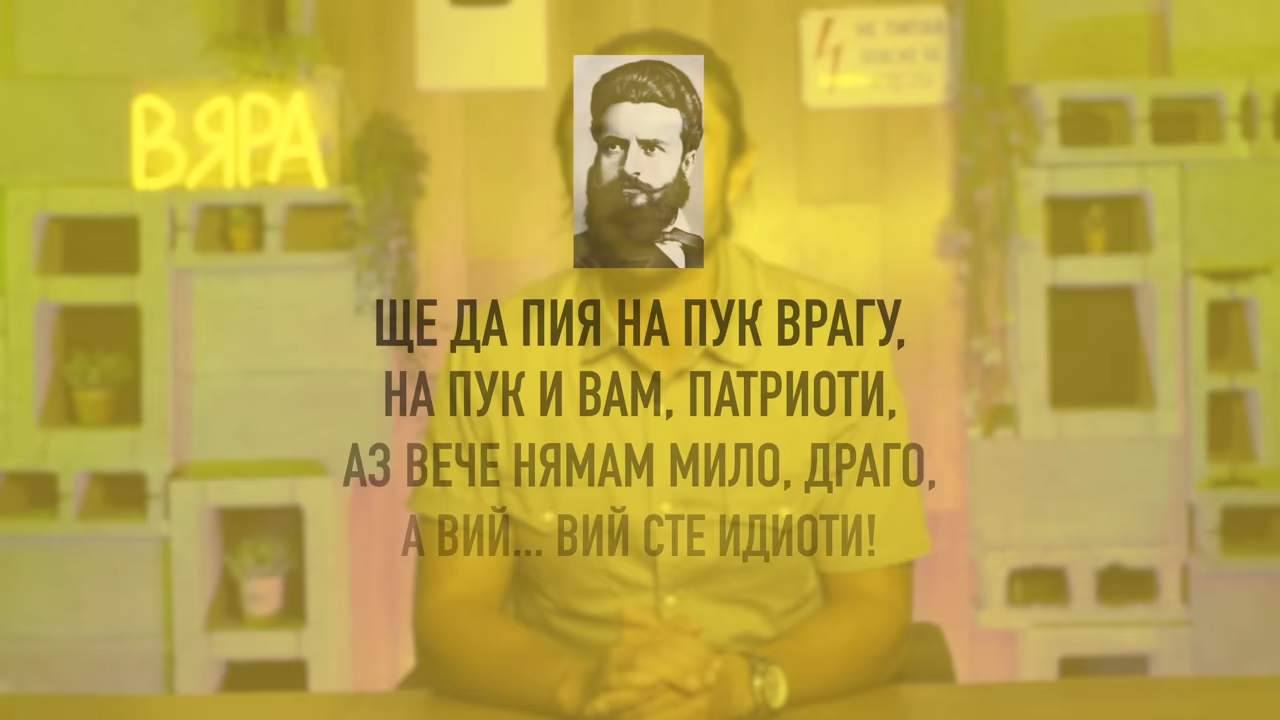 ВЯРА
ЩЕ ДА ПИЯ НА ПУК ВРАГУ,
НА ПУК И ВАМ, ПАТРИОТИ,
АЗ ВЕЧЕ НЯМАМ МИЛО, ДРАГО,
А ВИЙ... ВИЙ СТЕ ИДИОТИ!